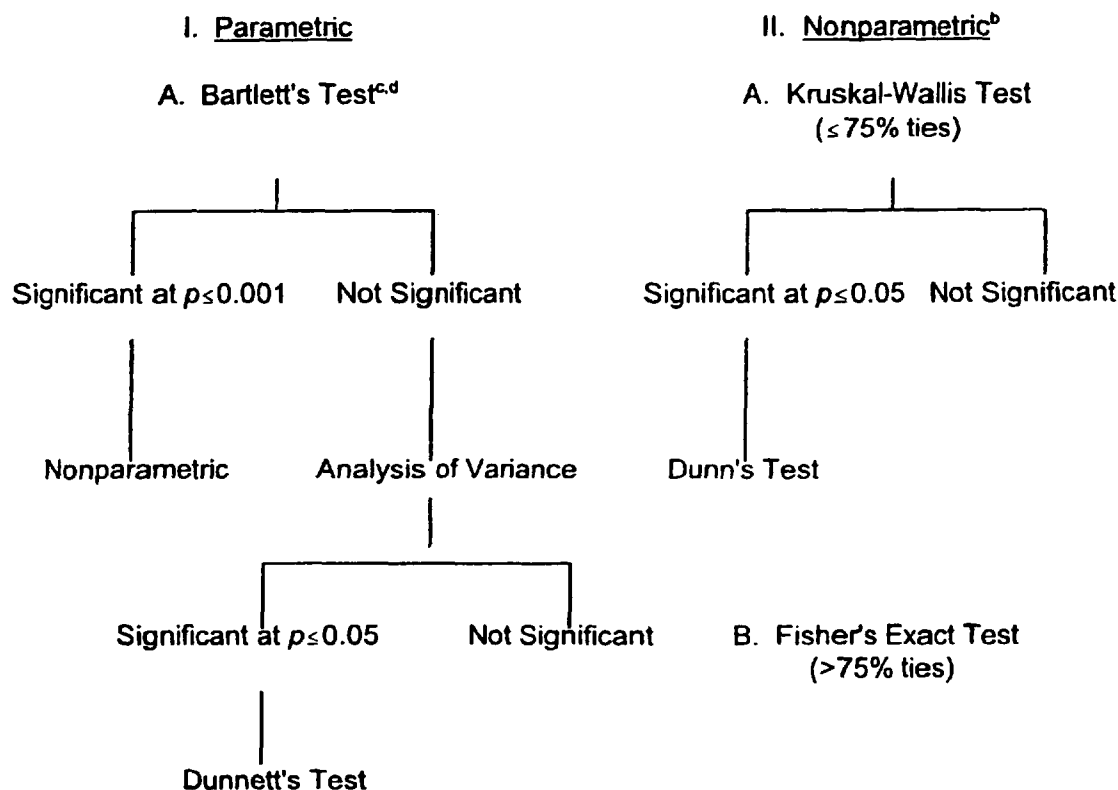 I. Parametric
II. Nonparametricᵇ
A. Bartlett's Testᶜ,ᵈ
A. Kruskal-Wallis Test
(≤75% ties)
Significant at p≤0.001
Not Significant
Significant at p≤0.05
Not Significant
Nonparametric
Analysis of Variance
Dunn's Test
Significant at p≤0.05
Not Significant
B. Fisher's Exact Test
(>75% ties)
Dunnett's Test